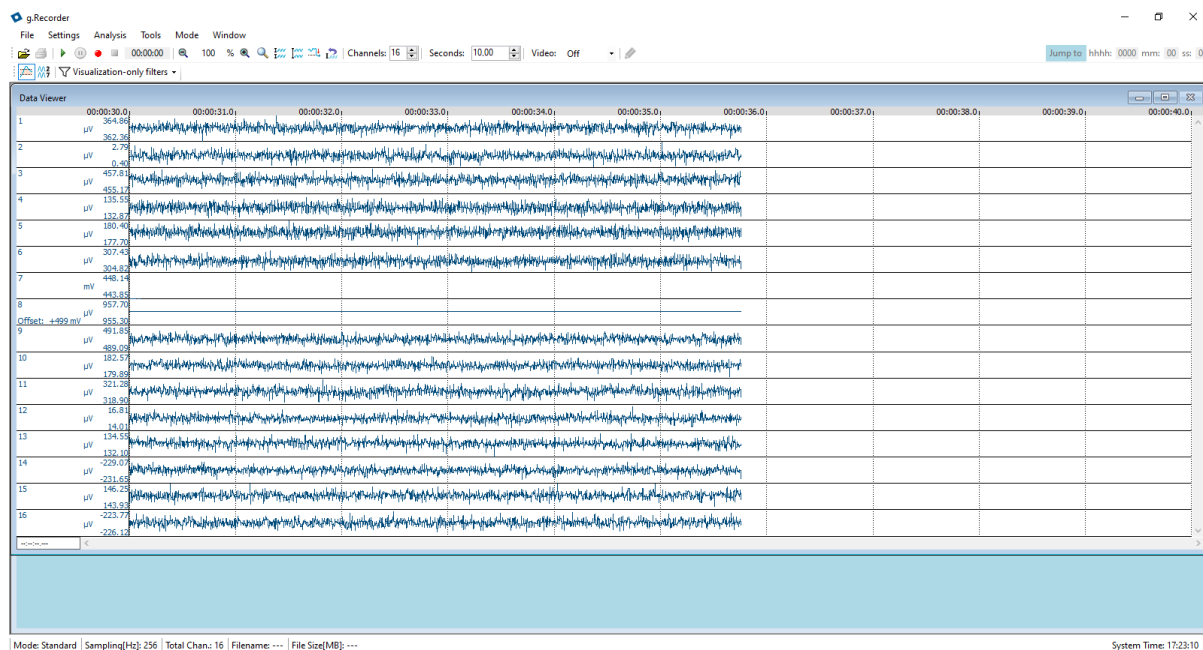 g.Recorder
File Settings Analysis Tools Mode Window
00:00:00 100 % Channels: 16 Seconds: 10.00 Video: Off Jump to hhhh: 0000 mm: 00 ss: 0
Visualization-only filters
Data Viewer
00:00:30.0 00:00:31.0 00:00:32.0 00:00:33.0 00:00:34.0 00:00:35.0 00:00:36.0 00:00:37.0 00:00:38.0 00:00:39.0 00:00:40.0
1 364.86
µV
362.36
2 2.79
µV
0.40
3 457.81
µV
455.17
4 135.55
µV
132.87
5 180.40
µV
177.70
6 307.43
µV
304.82
7 448.14
mV
443.85
8 957.70
µV
Offset: +499 mV 955.30
9 491.85
µV
489.09
10 182.57
µV
179.89
11 321.28
µV
318.90
12 16.81
µV
14.01
13 134.55
µV
132.10
14 -229.07
µV
-231.65
15 146.25
µV
143.93
16 -223.77
µV
-226.12
--:--:--.---
Mode: Standard Sampling[Hz]: 256 Total Chan.: 16 Filename: --- File Size[MB]: --- System Time: 17:23:10